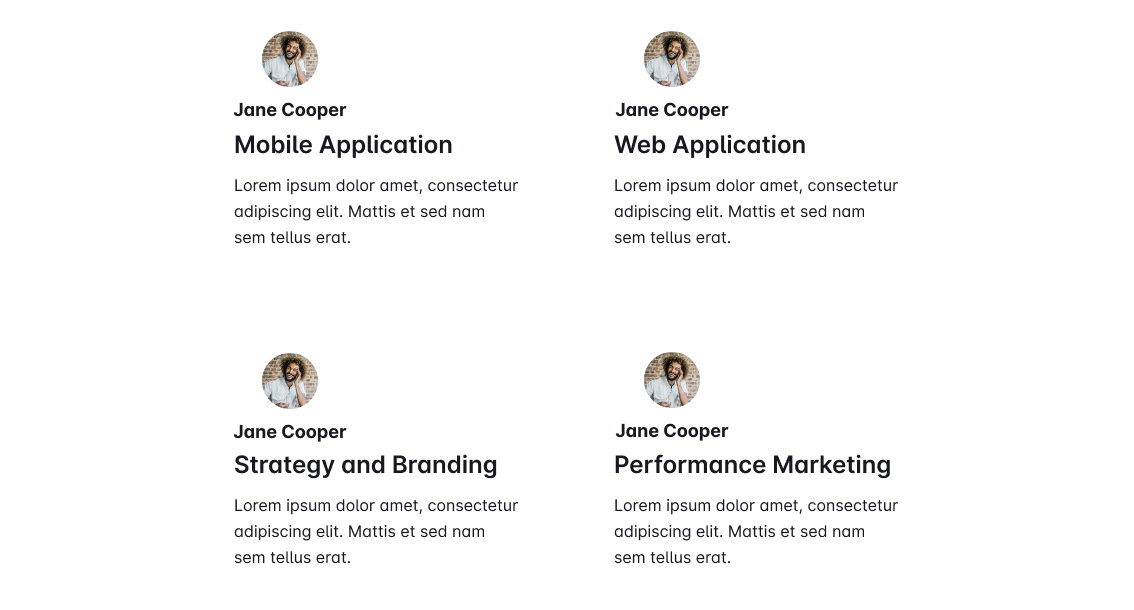 Jane Cooper
Mobile Application
Lorem ipsum dolor amet, consectetur
adipiscing elit. Mattis et sed nam
sem tellus erat.
Jane Cooper
Web Application
Lorem ipsum dolor amet, consectetur
adipiscing elit. Mattis et sed nam
sem tellus erat.
Jane Cooper
Strategy and Branding
Lorem ipsum dolor amet, consectetur
adipiscing elit. Mattis et sed nam
sem tellus erat.
Jane Cooper
Performance Marketing
Lorem ipsum dolor amet, consectetur
adipiscing elit. Mattis et sed nam
sem tellus erat.